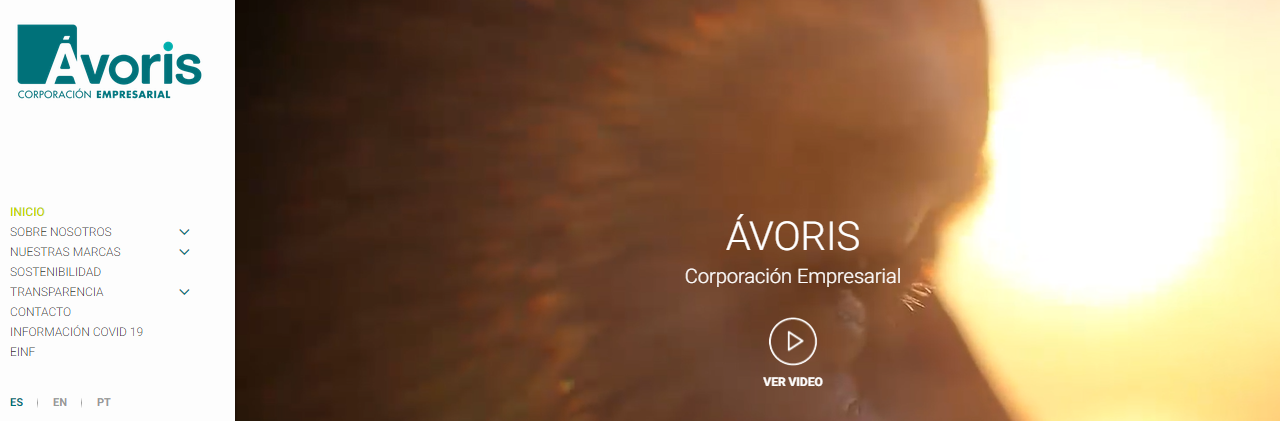 Ávoris
CORPORACIÓN EMPRESARIAL
INICIO
SOBRE NOSOTROS
NUESTRAS MARCAS
SOSTENIBILIDAD
TRANSPARENCIA
CONTACTO
INFORMACIÓN COVID 19
EINF
ES | EN | PT
ÁVORIS
Corporación Empresarial
VER VIDEO